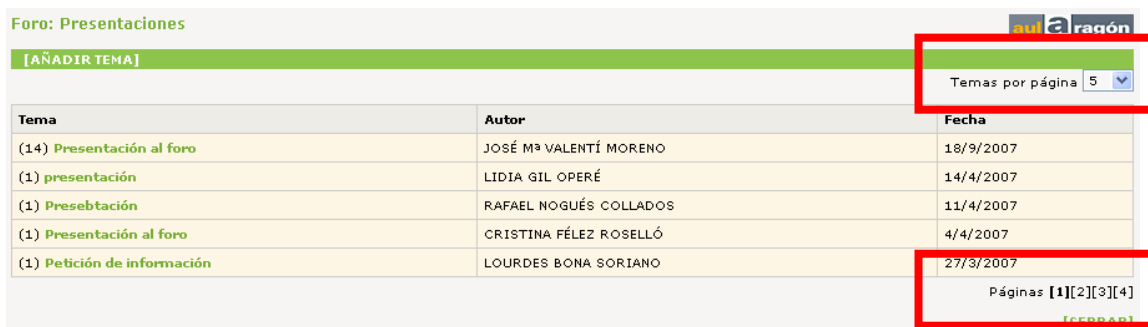 Foro: Presentaciones
aulAragón
[AÑADIR TEMA]
Temas por página 5
Tema Autor Fecha
(14) Presentación al foro JOSÉ Mª VALENTÍ MORENO 18/9/2007
(1) presentación LIDIA GIL OPERÉ 14/4/2007
(1) Presebtación RAFAEL NOGUÉS COLLADOS 11/4/2007
(1) Presentación al foro CRISTINA FÉLEZ ROSELLÓ 4/4/2007
(1) Petición de información LOURDES BONA SORIANO 27/3/2007
Páginas [1][2][3][4]
[CERRAR]